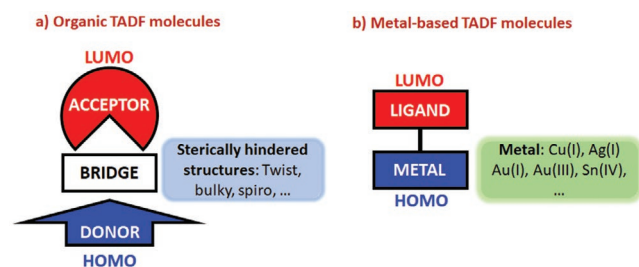 a) Organic TADF molecules
LUMO
ACCEPTOR
BRIDGE
Sterically hindered
structures: Twist,
bulky, spiro, ...
DONOR
HOMO
b) Metal-based TADF molecules
LUMO
LIGAND
METAL
HOMO
Metal: Cu(I), Ag(I)
Au(I), Au(III), Sn(IV),
...